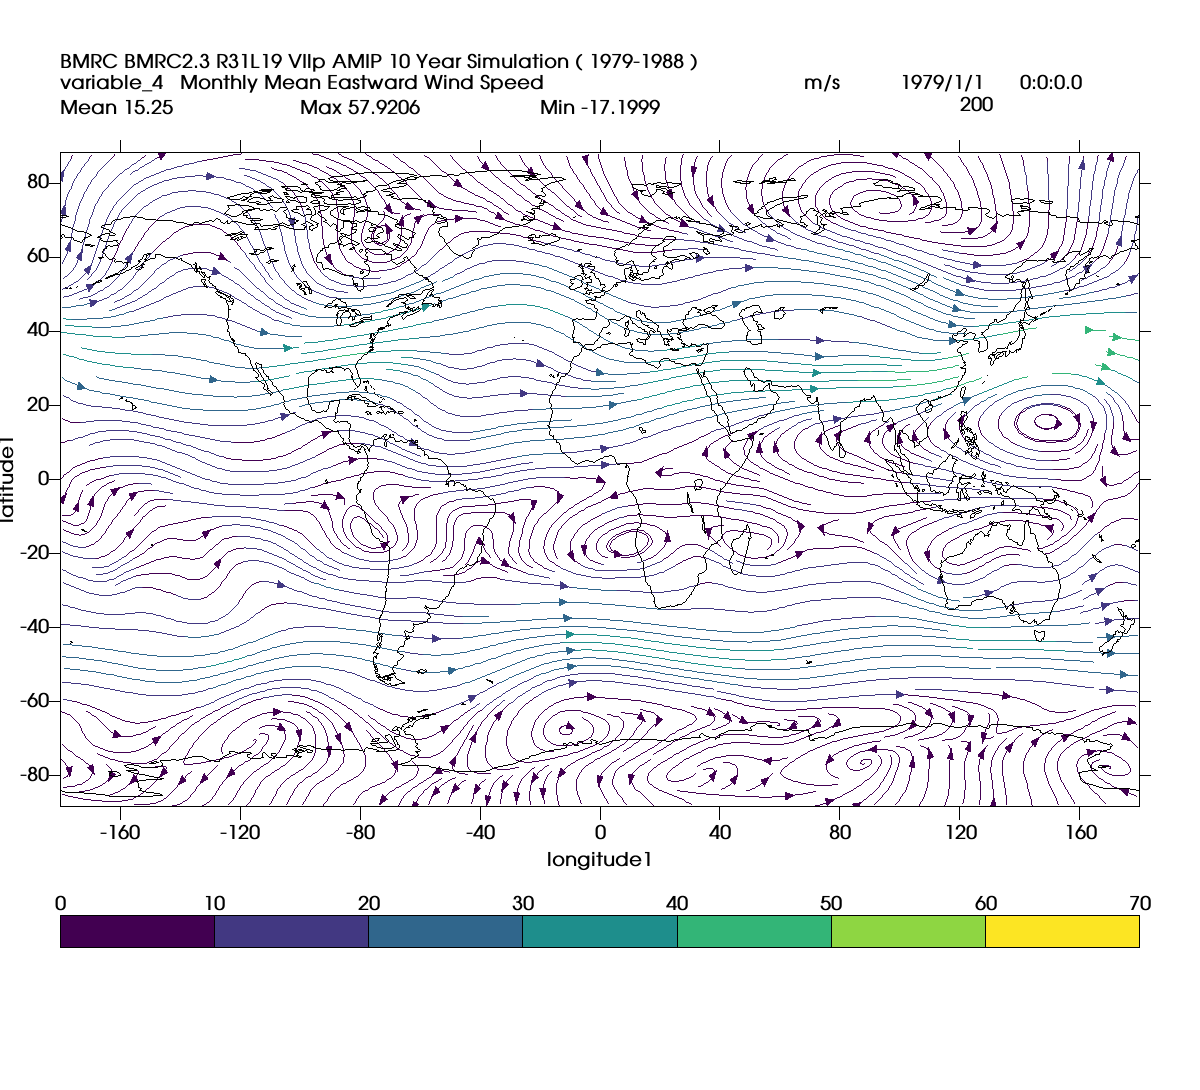 BMRC BMRC2.3 R31L19 VIIp AMIP 10 Year Simulation ( 1979-1988 )
variable_4 Monthly Mean Eastward Wind Speed m/s 1979/1/1 0:0:0.0
Mean 15.25 Max 57.9206 Min -17.1999 200
80
60
40
20
0
-20
-40
-60
-80
latitude1
-160 -120 -80 -40 0 40 80 120 160
longitude1
0 10 20 30 40 50 60 70